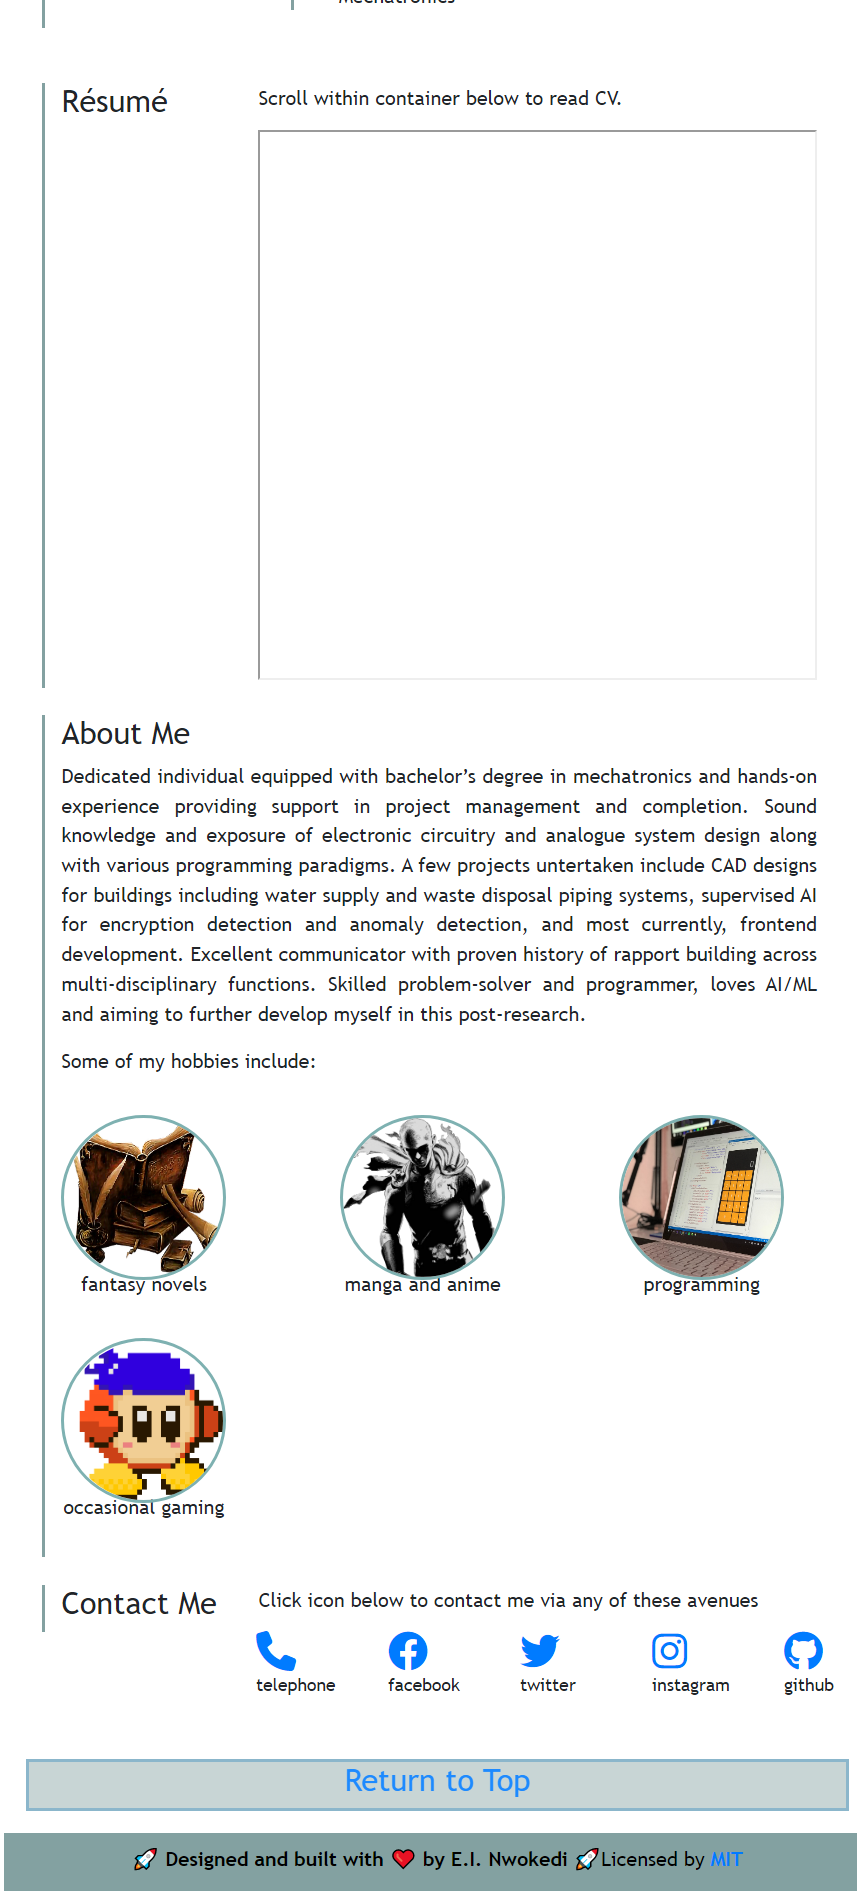 Mechatronics
Résumé
Scroll within container below to read CV.
About Me
Dedicated individual equipped with bachelor’s degree in mechatronics and hands-on
experience providing support in project management and completion. Sound
knowledge and exposure of electronic circuitry and analogue system design along
with various programming paradigms. A few projects untertaken include CAD designs
for buildings including water supply and waste disposal piping systems, supervised AI
for encryption detection and anomaly detection, and most currently, frontend
development. Excellent communicator with proven history of rapport building across
multi-disciplinary functions. Skilled problem-solver and programmer, loves AI/ML
and aiming to further develop myself in this post-research.
Some of my hobbies include:
fantasy novels
manga and anime
programming
occasional gaming
Contact Me
Click icon below to contact me via any of these avenues
telephone
facebook
twitter
instagram
github
Return to Top
🚀 Designed and built with ❤️ by E.I. Nwokedi 🚀Licensed by MIT